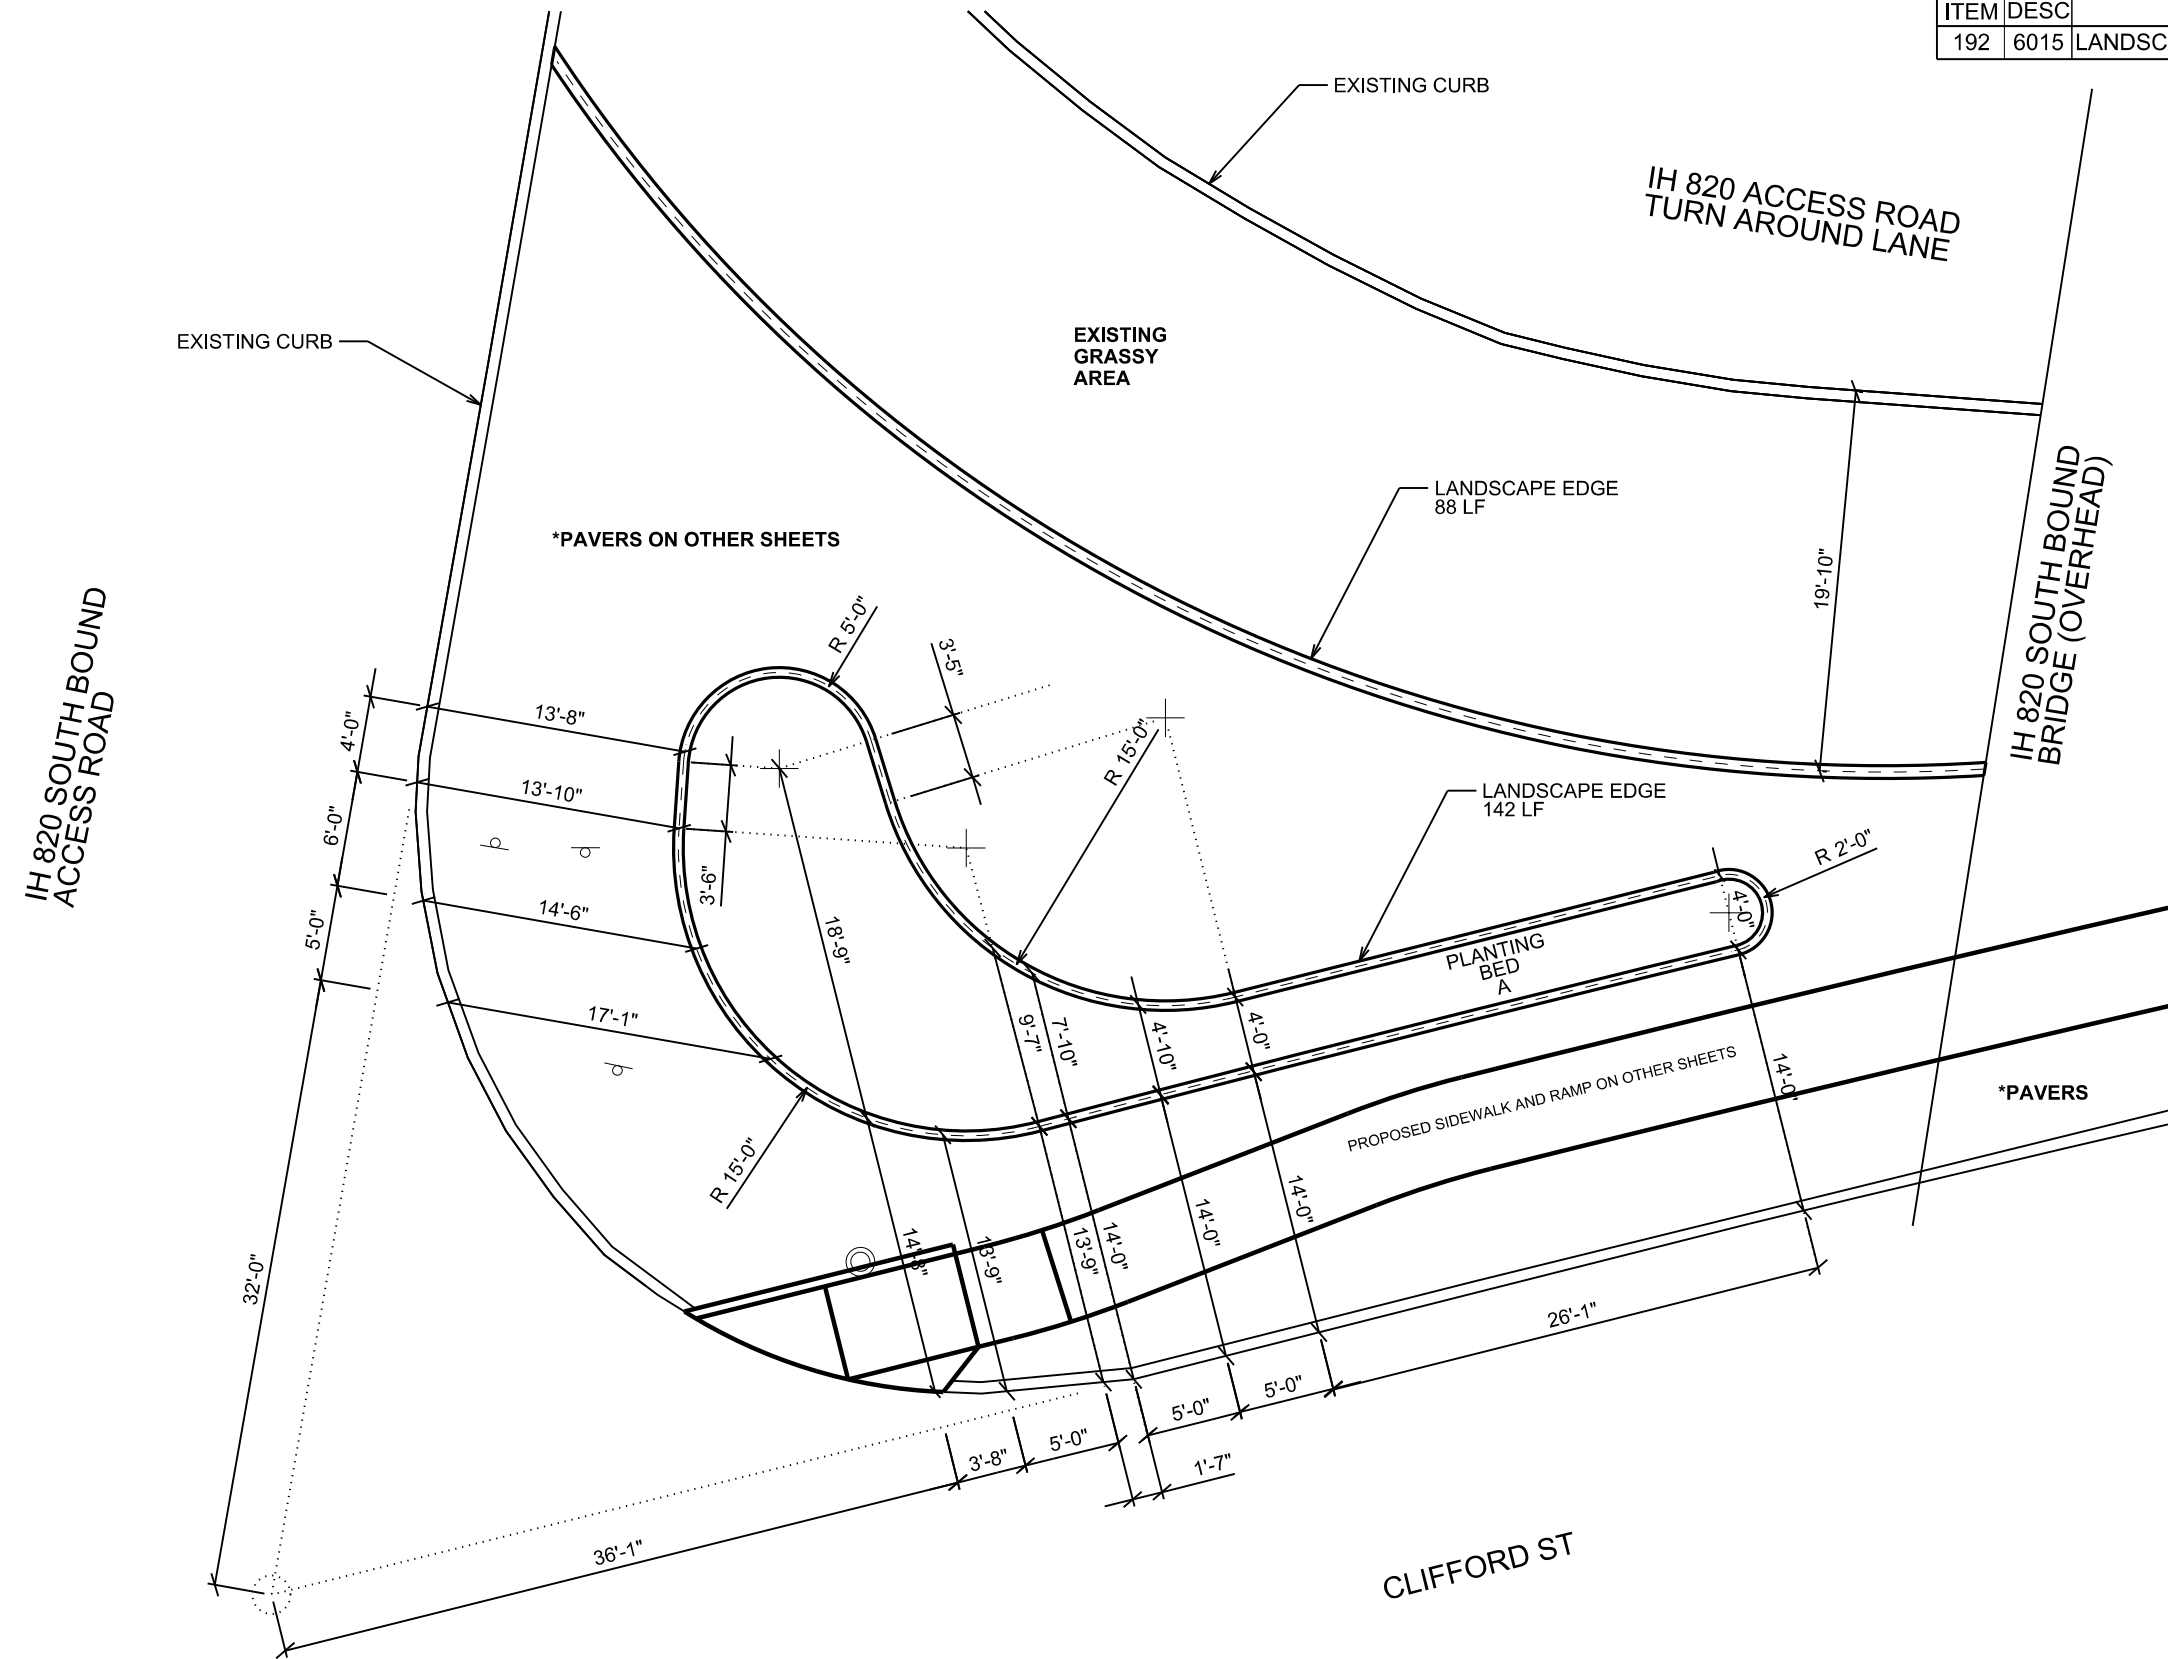 ITEM DESC
192 6015 LANDSC
EXISTING CURB
IH 820 ACCESS ROAD
TURN AROUND LANE
EXISTING CURB
EXISTING
GRASSY
AREA
LANDSCAPE EDGE
88 LF
*PAVERS ON OTHER SHEETS
19'-10"
IH 820 SOUTH BOUND
BRIDGE (OVERHEAD)
IH 820 SOUTH BOUND
ACCESS ROAD
R 5'-0"
3'-5"
13'-8"
4'-0"
R 15'-0"
13'-10"
LANDSCAPE EDGE
142 LF
6'-0"
R 2'-0"
3'-6"
14'-6"
4'-0"
5'-0"
18'-9"
PLANTING
BED
A
17'-1"
9'-7"
7'-10"
4'-10"
4'-0"
PROPOSED SIDEWALK AND RAMP ON OTHER SHEETS
14'-0"
*PAVERS
R 15'-0"
14'-8"
13'-9"
13'-9"
14'-0"
14'-0"
14'-0"
32'-0"
26'-1"
5'-0"
5'-0"
5'-0"
3'-8"
1'-7"
36'-1"
CLIFFORD ST